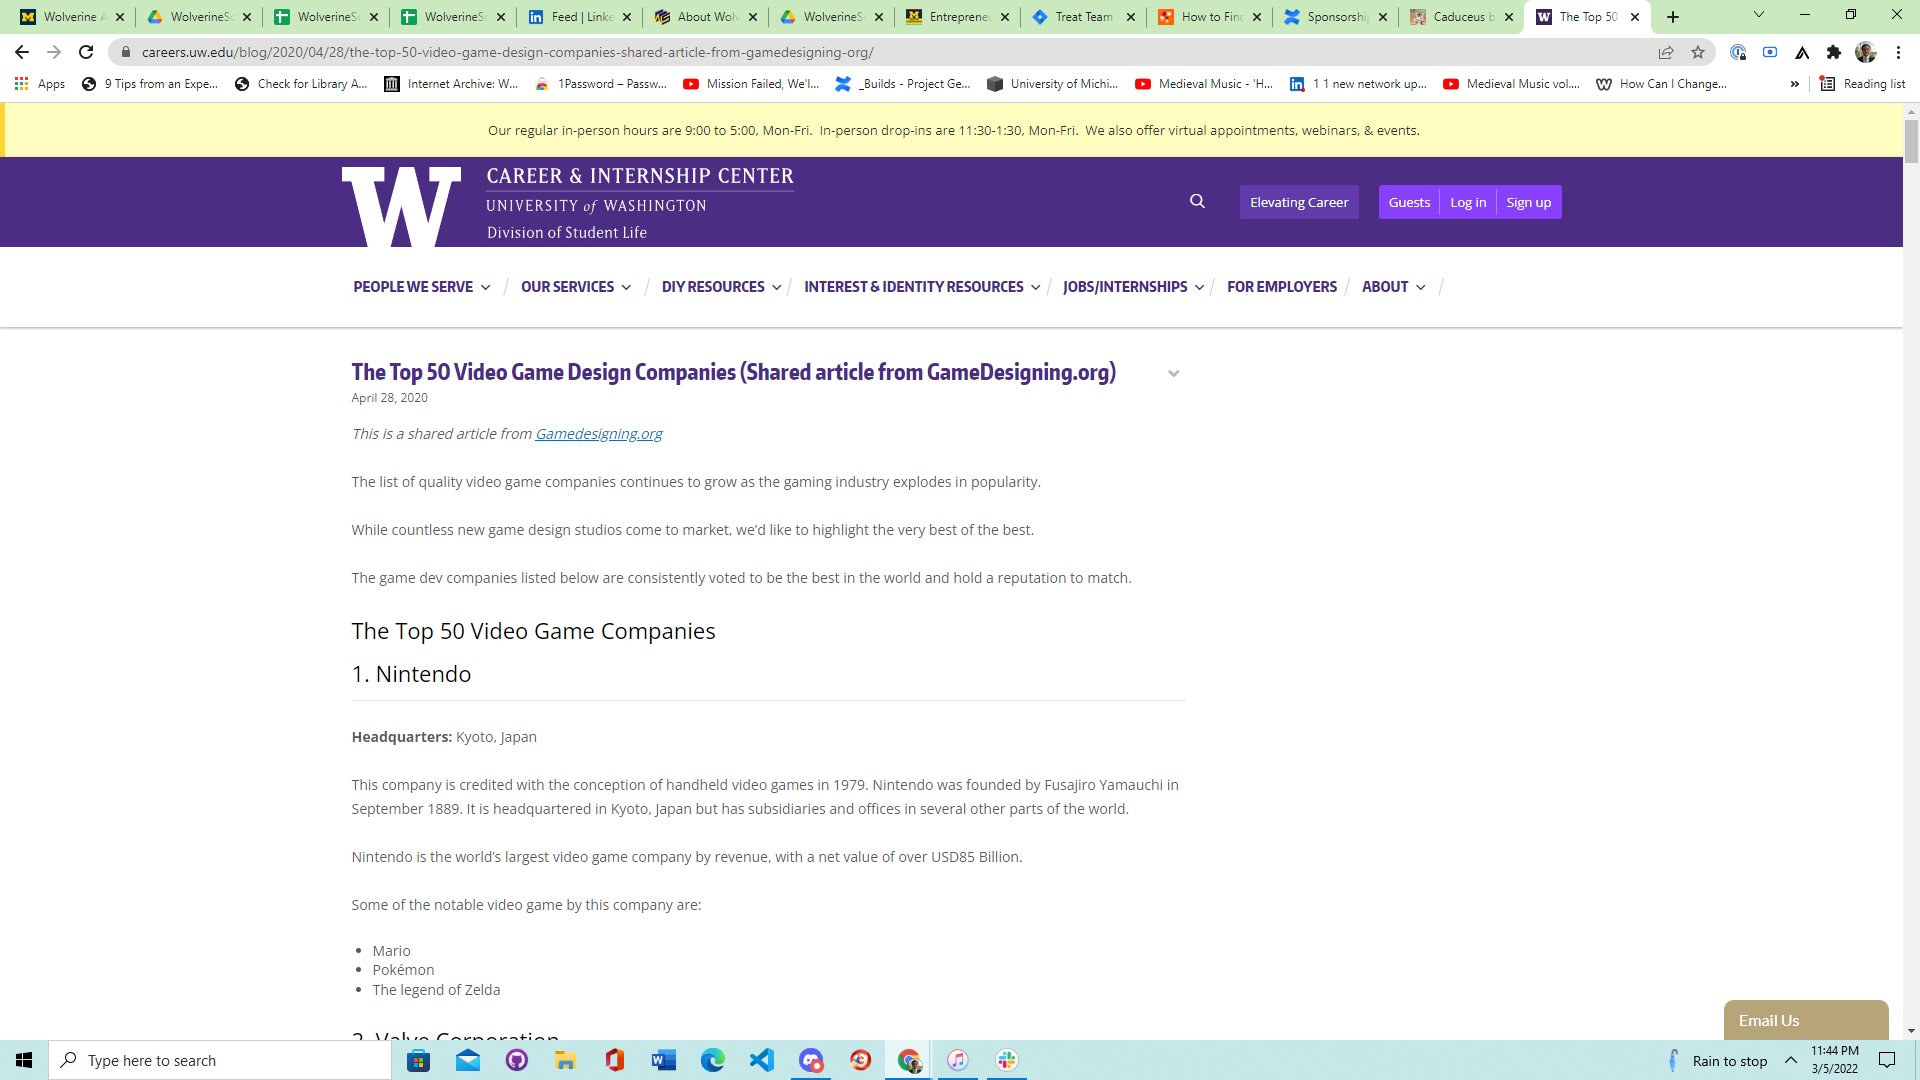 Wolverine A
WolverineSc
WolverineSc
WolverineSc
Feed | Linke
About Wolv
WolverineSc
Entrepreneu
Treat Team
How to Find
Sponsorship
Caduceus b
The Top 50
careers.uw.edu/blog/2020/04/28/the-top-50-video-game-design-companies-shared-article-from-gamedesigning-org/
Apps
9 Tips from an Expe...
Check for Library A...
Internet Archive: W...
1Password – Passw...
Mission Failed, We'l...
_Builds - Project Ge...
University of Michi...
Medieval Music - 'H...
1 1 new network up...
Medieval Music vol....
How Can I Change...
»
Reading list
Our regular in-person hours are 9:00 to 5:00, Mon-Fri. In-person drop-ins are 11:30-1:30, Mon-Fri. We also offer virtual appointments, webinars, & events.
W
CAREER & INTERNSHIP CENTER
UNIVERSITY of WASHINGTON
Division of Student Life
Elevating Career
Guests
Log in
Sign up
PEOPLE WE SERVE / OUR SERVICES / DIY RESOURCES / INTEREST & IDENTITY RESOURCES / JOBS/INTERNSHIPS / FOR EMPLOYERS / ABOUT /
The Top 50 Video Game Design Companies (Shared article from GameDesigning.org)
April 28, 2020
This is a shared article from Gamedesigning.org
The list of quality video game companies continues to grow as the gaming industry explodes in popularity.
While countless new game design studios come to market, we’d like to highlight the very best of the best.
The game dev companies listed below are consistently voted to be the best in the world and hold a reputation to match.
The Top 50 Video Game Companies
1. Nintendo
Headquarters: Kyoto, Japan
This company is credited with the conception of handheld video games in 1979. Nintendo was founded by Fusajiro Yamauchi in
September 1889. It is headquartered in Kyoto, Japan but has subsidiaries and offices in several other parts of the world.
Nintendo is the world’s largest video game company by revenue, with a net value of over USD85 Billion.
Some of the notable video game by this company are:
• Mario
• Pokémon
• The legend of Zelda
2. Valve Corporation
Email Us
Type here to search
Rain to stop
11:44 PM
3/5/2022